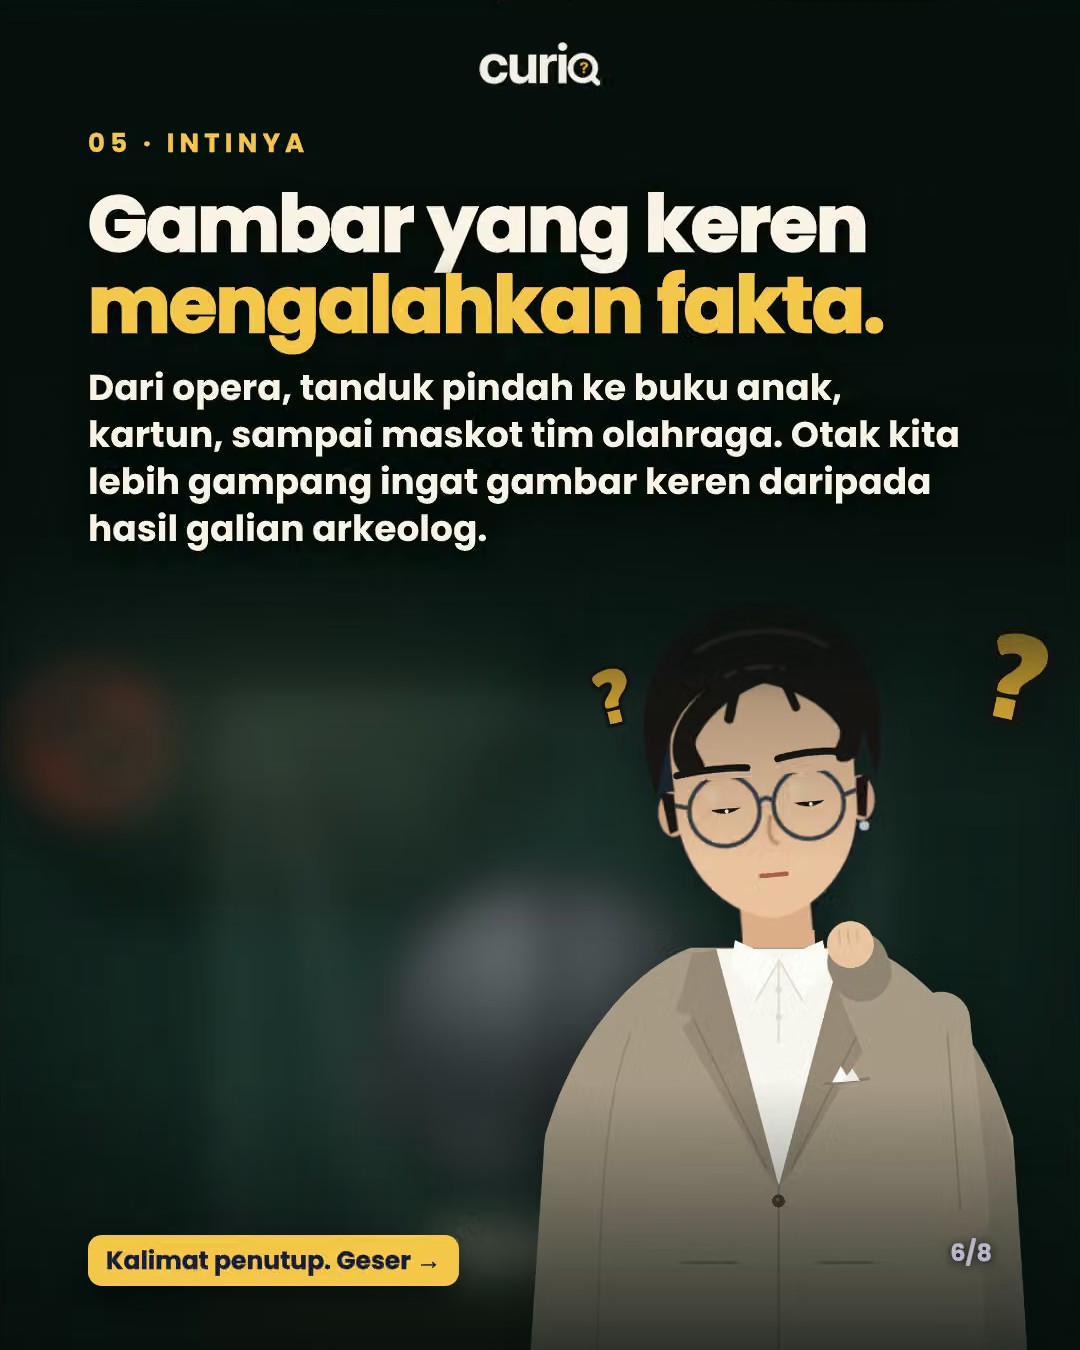 curiQ
05 · INTINYA
Gambar yang keren
mengalahkan fakta.
Dari opera, tanduk pindah ke buku anak,
kartun, sampai maskot tim olahraga. Otak kita
lebih gampang ingat gambar keren daripada
hasil galian arkeolog.
?
?
Kalimat penutup. Geser →
6/8